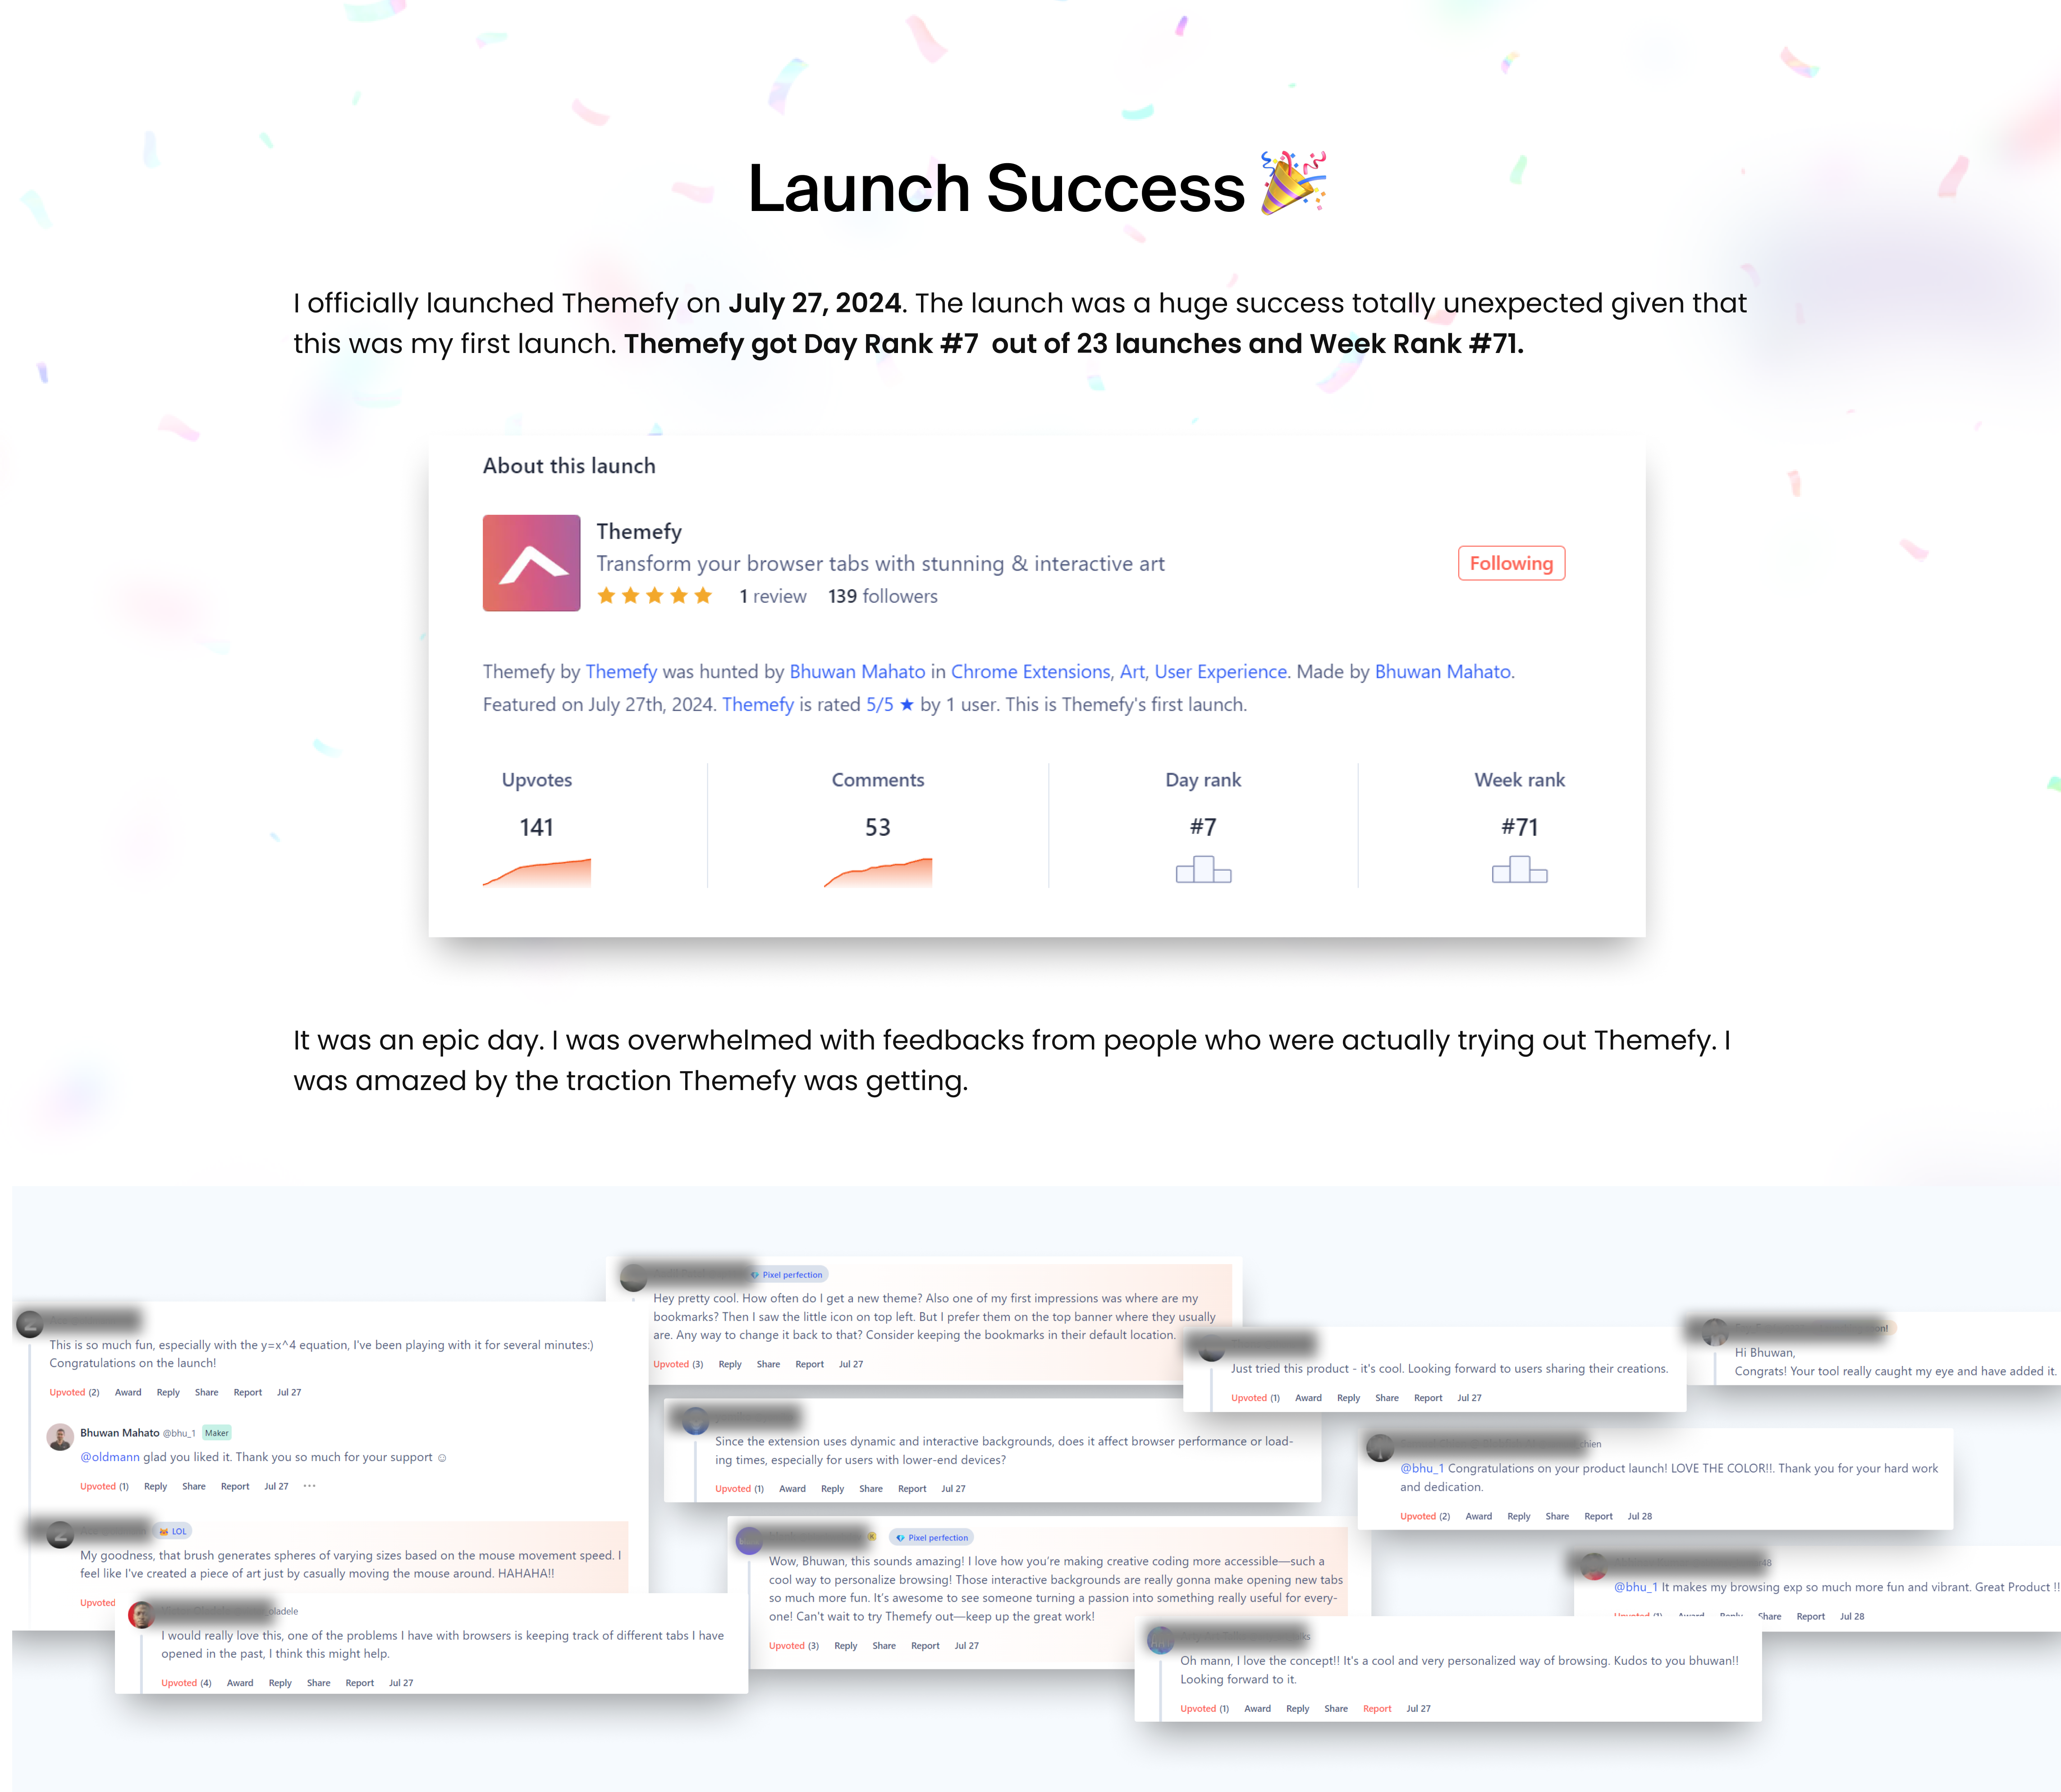 Launch Success 🎉
I officially launched Themefy on July 27, 2024. The launch was a huge success totally unexpected given that
this was my first launch. Themefy got Day Rank #7 out of 23 launches and Week Rank #71.
About this launch
Themefy
Transform your browser tabs with stunning & interactive art
1 review 139 followers
Following
Themefy by Themefy was hunted by Bhuwan Mahato in Chrome Extensions, Art, User Experience. Made by Bhuwan Mahato.
Featured on July 27th, 2024. Themefy is rated 5/5 ★ by 1 user. This is Themefy's first launch.
Upvotes
141
Comments
53
Day rank
#7
Week rank
#71
It was an epic day. I was overwhelmed with feedbacks from people who were actually trying out Themefy. I
was amazed by the traction Themefy was getting.
This is so much fun, especially with the y=x^4 equation, I've been playing with it for several minutes:)
Congratulations on the launch!
Upvoted (2) Award Reply Share Report Jul 27
Bhuwan Mahato @bhu_1 Maker
@oldmann glad you liked it. Thank you so much for your support ☺
Upvoted (1) Reply Share Report Jul 27 •••
LOL
My goodness, that brush generates spheres of varying sizes based on the mouse movement speed. I
feel like I've created a piece of art just by casually moving the mouse around. HAHAHA!!
Upvoted
oladele
I would really love this, one of the problems I have with browsers is keeping track of different tabs I have
opened in the past, I think this might help.
Upvoted (4) Award Reply Share Report Jul 27
Pixel perfection
Hey pretty cool. How often do I get a new theme? Also one of my first impressions was where are my
bookmarks? Then I saw the little icon on top left. But I prefer them on the top banner where they usually
are. Any way to change it back to that? Consider keeping the bookmarks in their default location.
Upvoted (3) Reply Share Report Jul 27
Since the extension uses dynamic and interactive backgrounds, does it affect browser performance or load-
ing times, especially for users with lower-end devices?
Upvoted (1) Award Reply Share Report Jul 27
Pixel perfection
Wow, Bhuwan, this sounds amazing! I love how you’re making creative coding more accessible—such a
cool way to personalize browsing! Those interactive backgrounds are really gonna make opening new tabs
so much more fun. It’s awesome to see someone turning a passion into something really useful for every-
one! Can't wait to try Themefy out—keep up the great work!
Upvoted (3) Reply Share Report Jul 27
Just tried this product - it's cool. Looking forward to users sharing their creations.
Upvoted (1) Award Reply Share Report Jul 27
Hi Bhuwan,
Congrats! Your tool really caught my eye and have added it.
chien
@bhu_1 Congratulations on your product launch! LOVE THE COLOR!!. Thank you for your hard work
and dedication.
Upvoted (2) Award Reply Share Report Jul 28
@bhu_1 It makes my browsing exp so much more fun and vibrant. Great Product !!
Upvoted (1) Award Reply Share Report Jul 28
Oh mann, I love the concept!! It's a cool and very personalized way of browsing. Kudos to you bhuwan!!
Looking forward to it.
Upvoted (1) Award Reply Share Report Jul 27